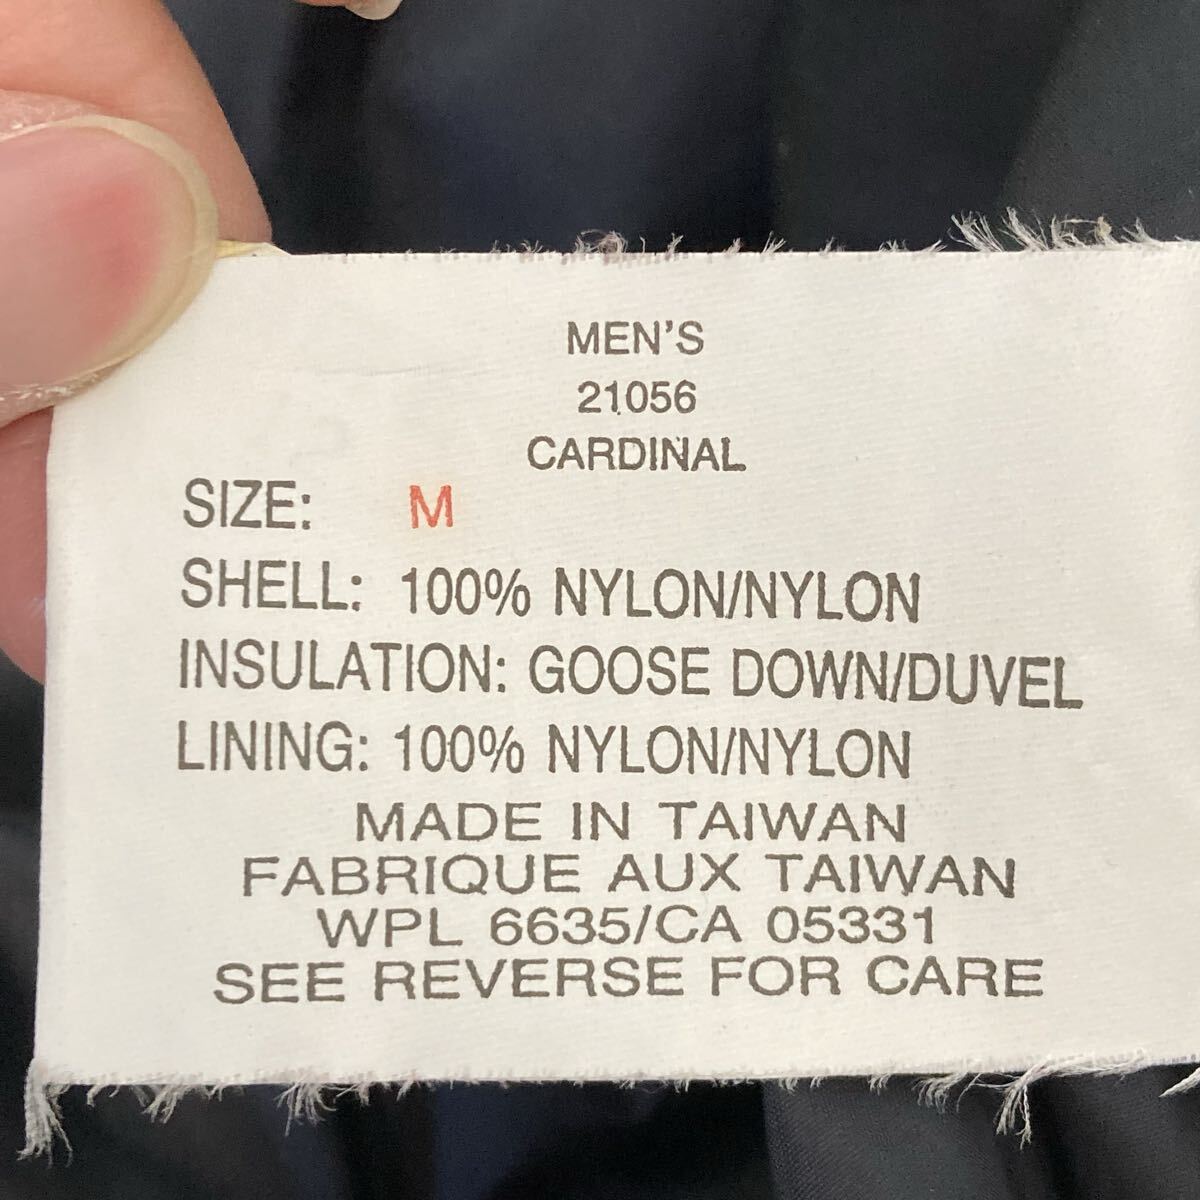 MEN'S
21056
CARDINAL
SIZE: M
SHELL: 100% NYLON/NYLON
INSULATION: GOOSE DOWN/DUVEL
LINING: 100% NYLON/NYLON
MADE IN TAIWAN
FABRIQUE AUX TAIWAN
WPL 6635/CA 05331
SEE REVERSE FOR CARE